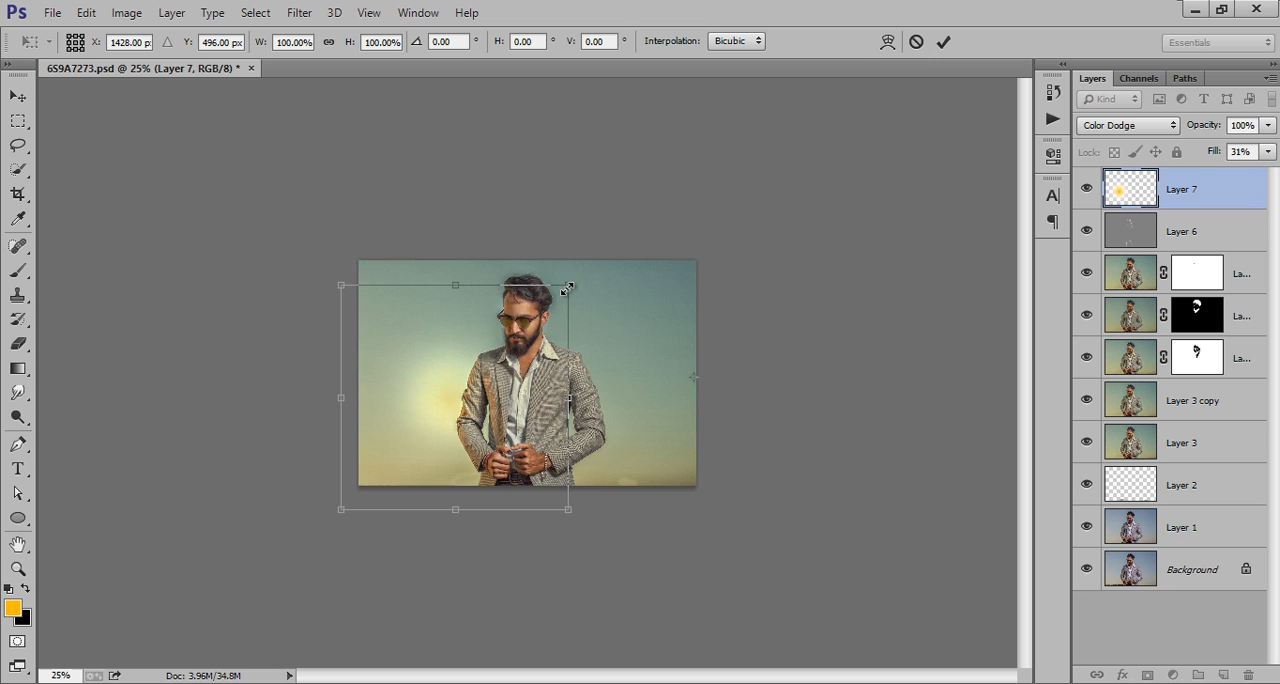 Ps File Edit Image Layer Type Select Filter 3D View Window Help
X: 1428.00 p: Y: 496.00 px W: 100.00% H: 100.00% 0.00 ° H: 0.00 ° V: 0.00 ° Interpolation: Bicubic Essentials
6S9A7273.psd @ 25% (Layer 7, RGB/8) * ×
Layers Channels Paths
Kind
Color Dodge Opacity: 100%
Lock: Fill: 31%
Layer 7
Layer 6
La...
La...
La...
Layer 3 copy
Layer 3
Layer 2
Layer 1
Background
25% Doc: 3.96M/34.8M